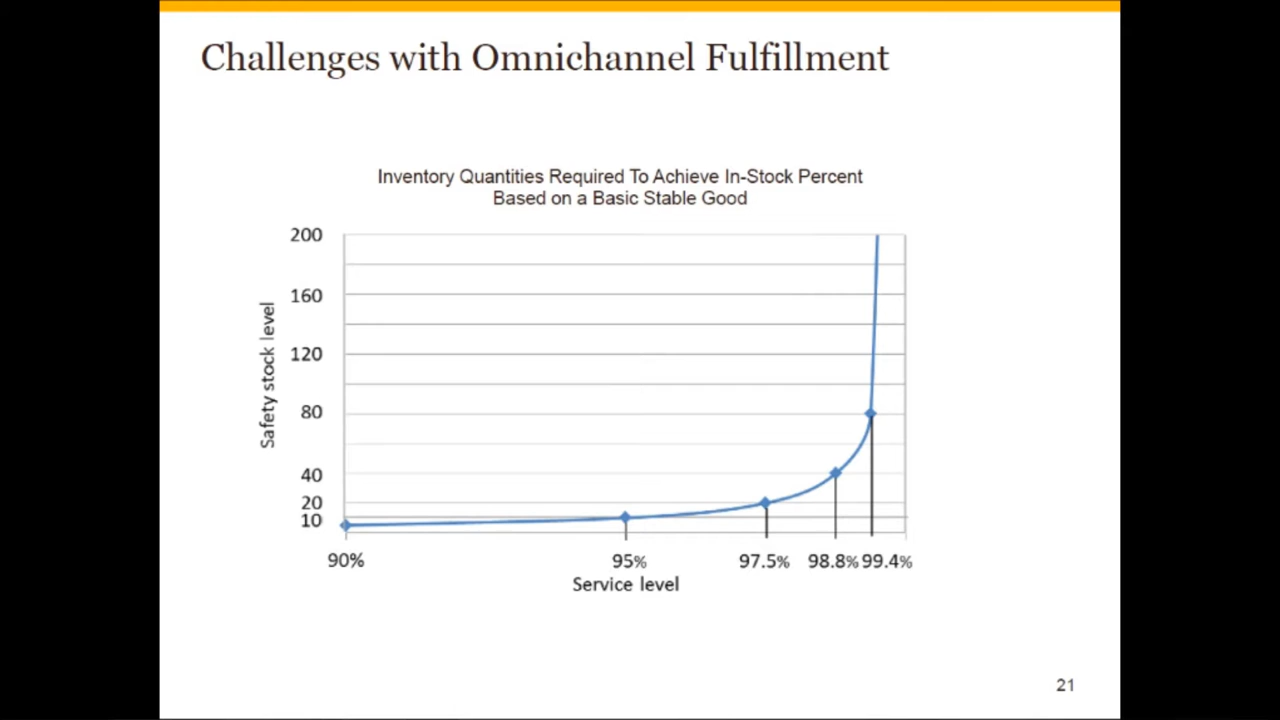 Challenges with Omnichannel Fulfillment
Inventory Quantities Required To Achieve In-Stock Percent
Based on a Basic Stable Good
200
160
120
80
40
20
10
Safety stock level
90%
95%
97.5%
98.8%
99.4%
Service level
21